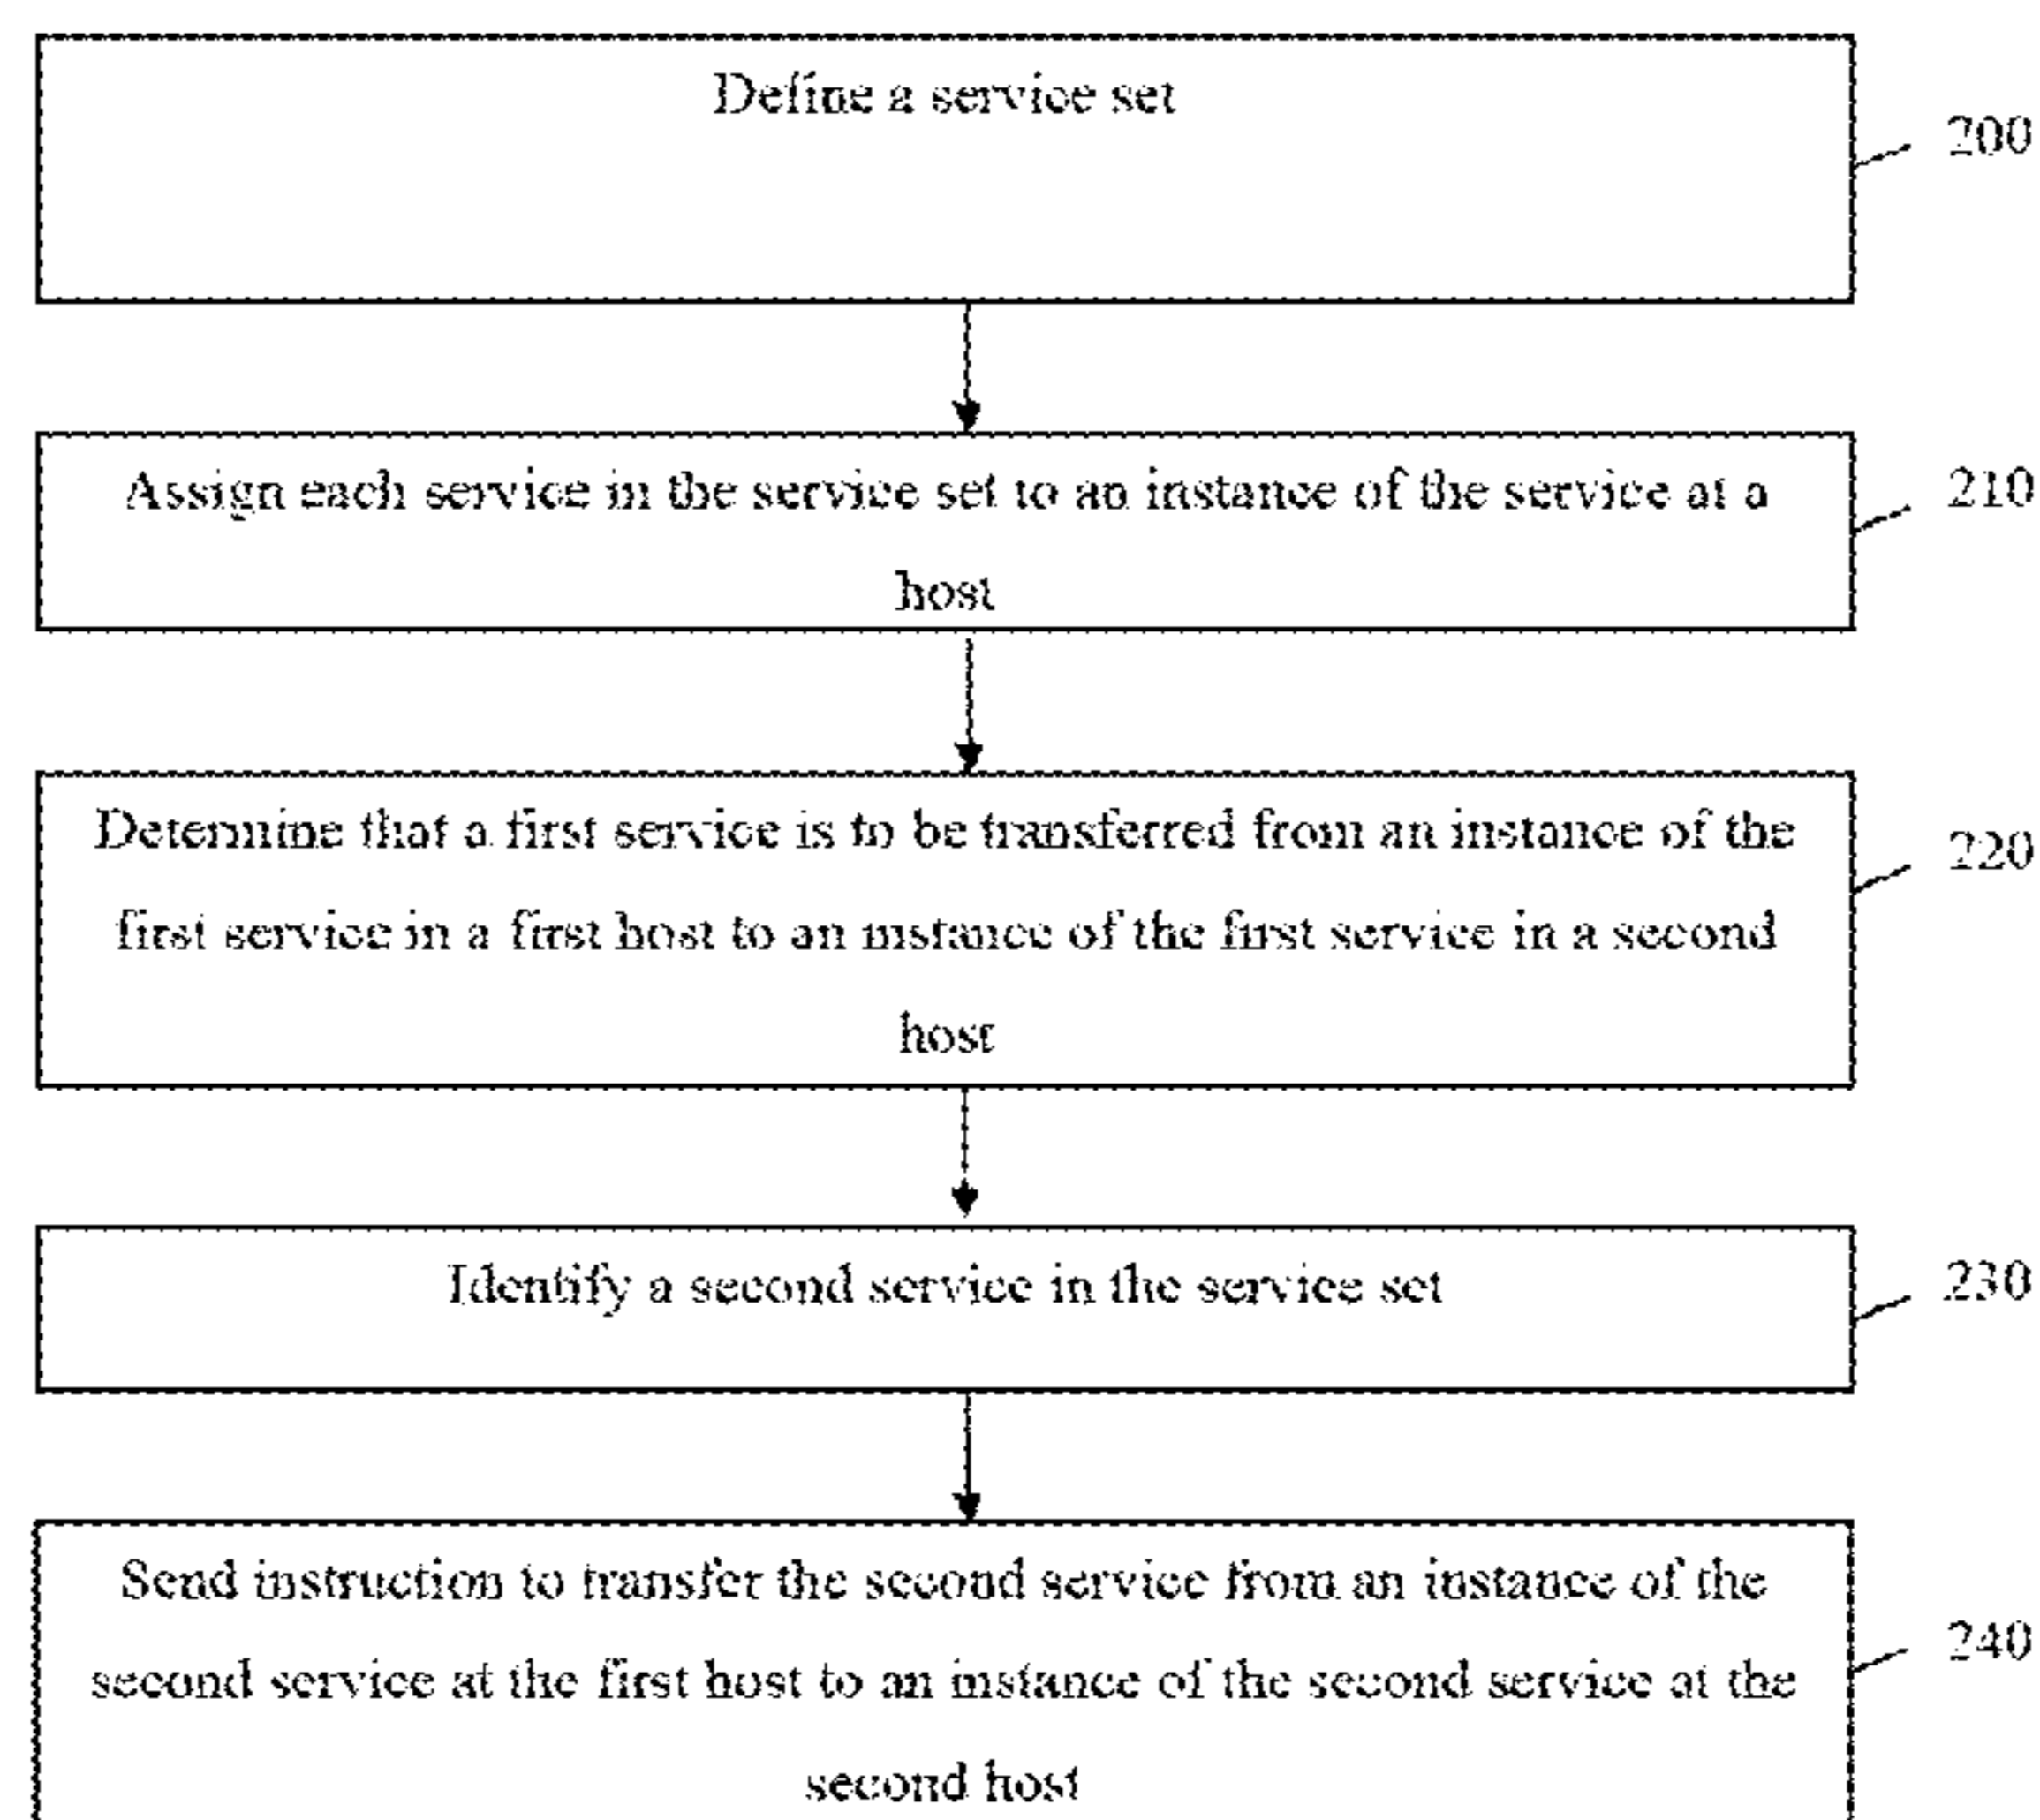 Define a service set
200
Assign each service in the service set to an instance of the service at a
host
210
Determine that a first service is to be transferred from an instance of the
first service in a first host to an instance of the first service in a second
host
220
Identify a second service in the service set
230
Send instruction to transfer the second service from an instance of the
second service at the first host to an instance of the second service at the
second host
240